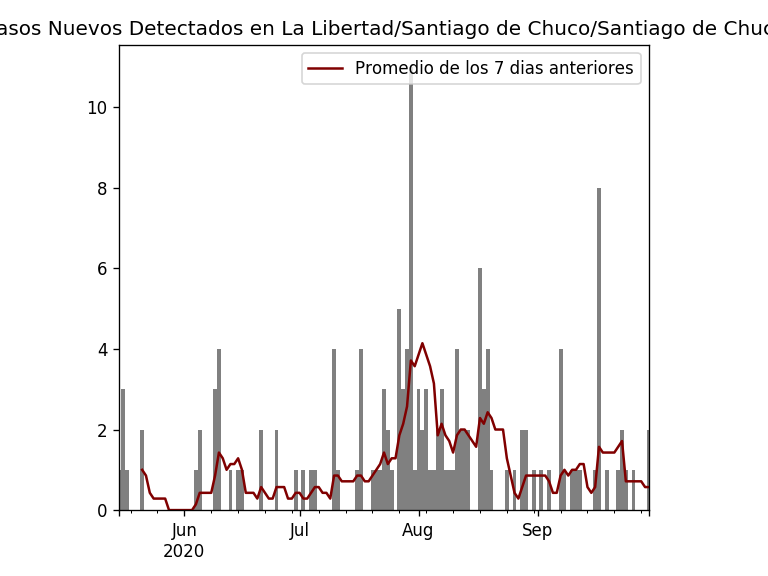 asos Nuevos Detectados en La Libertad/Santiago de Chuco/Santiago de Chuc
Promedio de los 7 dias anteriores
10
8
6
4
2
0
Jun
2020
Jul
Aug
Sep